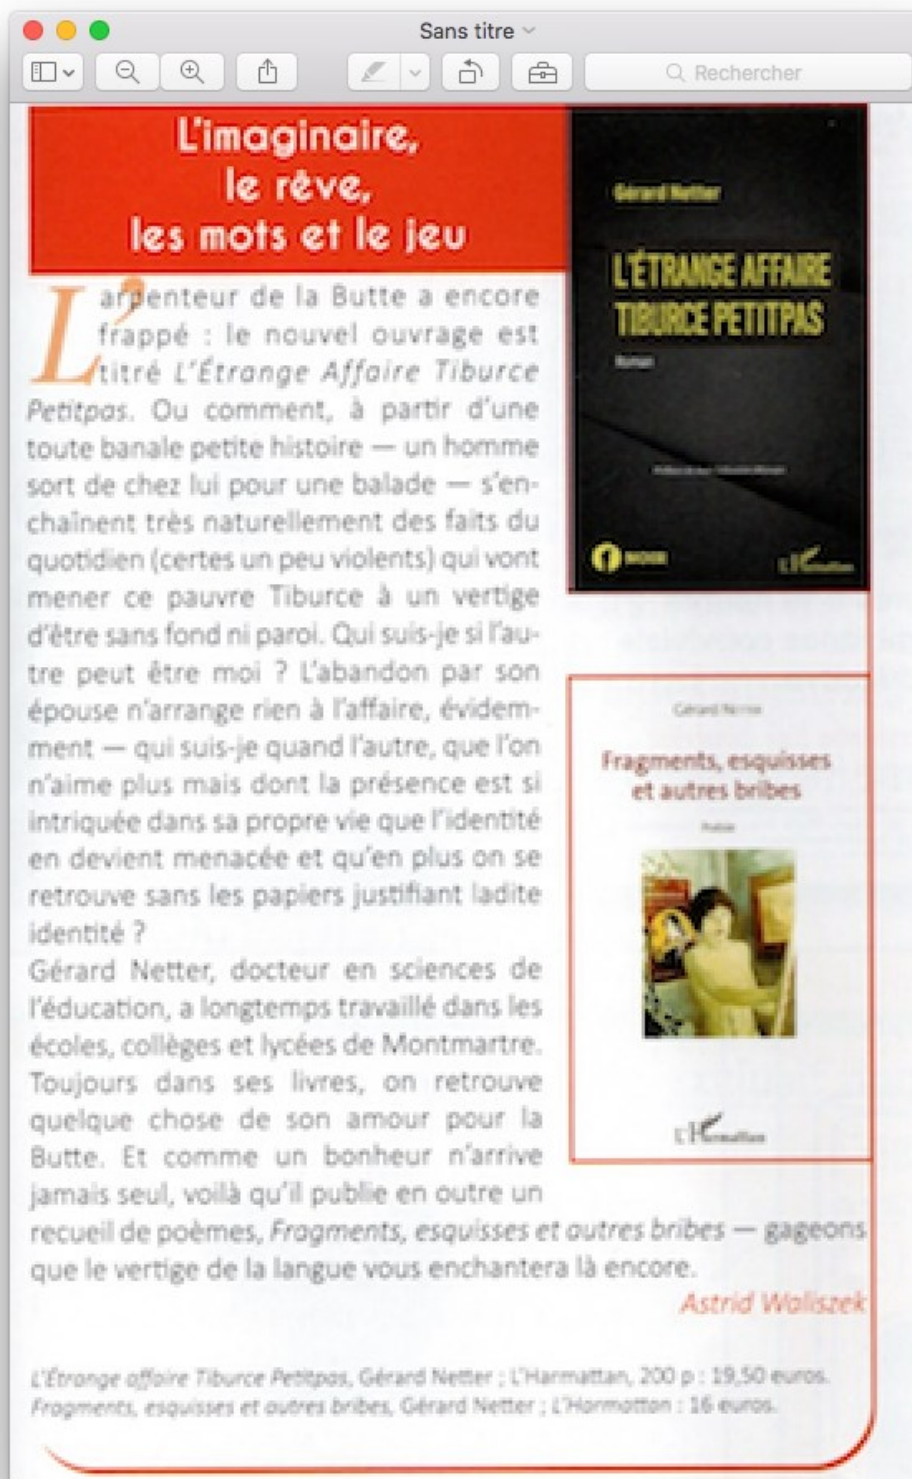 Sans titre
Rechercher
L'imaginaire,
le rêve,
les mots et le jeu
L'arpenteur de la Butte a encore
frappé : le nouvel ouvrage est
titré L'Étrange Affaire Tiburce
Petitpas. Ou comment, à partir d'une
toute banale petite histoire — un homme
sort de chez lui pour une balade — s'en-
chaînent très naturellement des faits du
quotidien (certes un peu violents) qui vont
mener ce pauvre Tiburce à un vertige
d'être sans fond ni paroi. Qui suis-je si l'au-
tre peut être moi ? L'abandon par son
épouse n'arrange rien à l'affaire, évidem-
ment — qui suis-je quand l'autre, que l'on
n'aime plus mais dont la présence est si
intriquée dans sa propre vie que l'identité
en devient menacée et qu'en plus on se
retrouve sans les papiers justifiant ladite
identité ?
Gérard Netter, docteur en sciences de
l'éducation, a longtemps travaillé dans les
écoles, collèges et lycées de Montmartre.
Toujours dans ses livres, on retrouve
quelque chose de son amour pour la
Butte. Et comme un bonheur n'arrive
jamais seul, voilà qu'il publie en outre un
recueil de poèmes, Fragments, esquisses et autres bribes — gageons
que le vertige de la langue vous enchantera là encore.
Astrid Waliszek
L'Étrange affaire Tiburce Petitpas, Gérard Netter ; L'Harmattan, 200 p : 19,50 euros.
Fragments, esquisses et autres bribes, Gérard Netter ; L'Harmattan : 16 euros.
Gérard Netter
L'ÉTRANGE AFFAIRE
TIBURCE PETITPAS
Roman
L'Harmattan
Gérard Netter
Fragments, esquisses
et autres bribes
Poésie
L'Harmattan